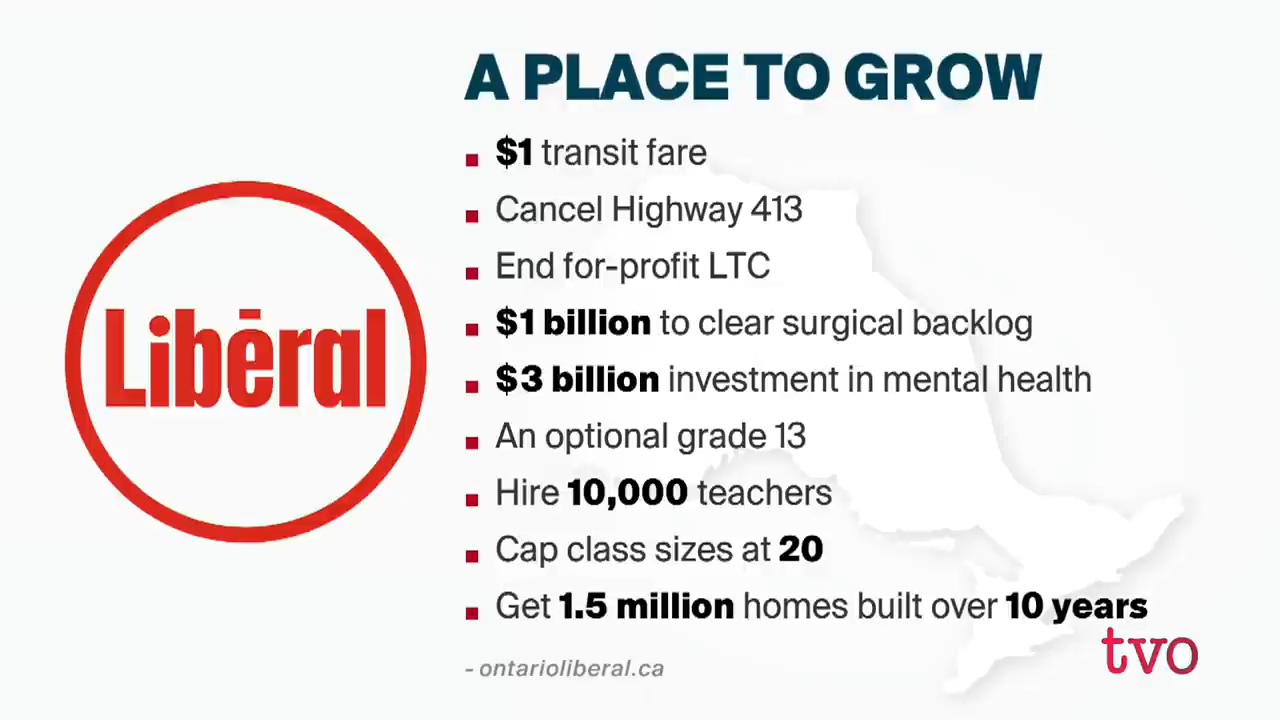 A PLACE TO GROW
$1 transit fare
Cancel Highway 413
End for-profit LTC
$1 billion to clear surgical backlog
$3 billion investment in mental health
An optional grade 13
Hire 10,000 teachers
Cap class sizes at 20
Get 1.5 million homes built over 10 years
- ontarioliberal.ca
Libēral
tvo